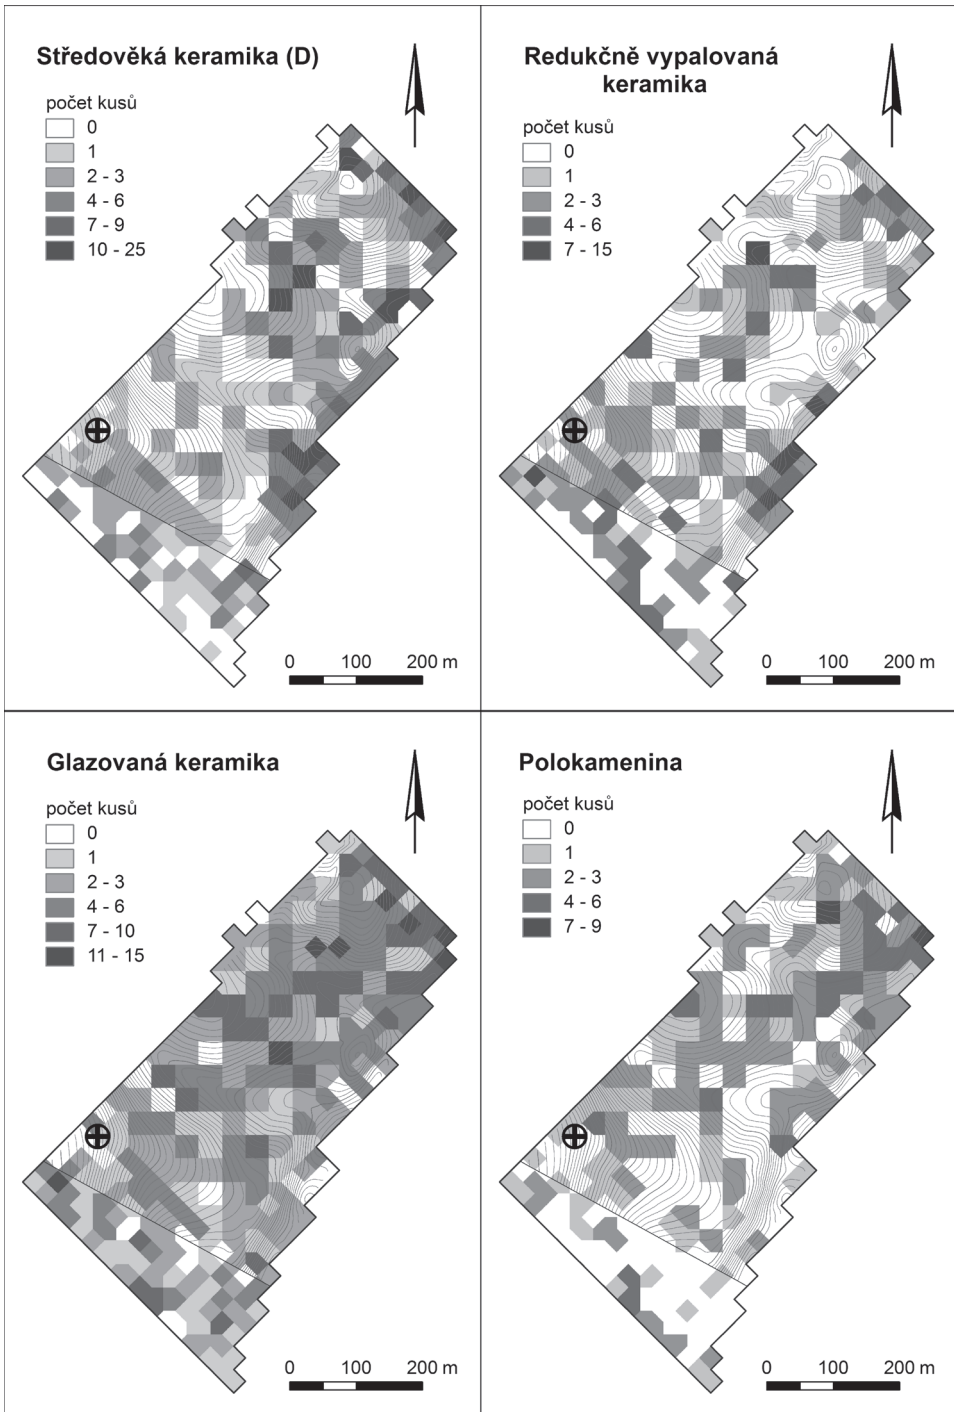 Středověká keramika (D)
počet kusů
0
1
2 - 3
4 - 6
7 - 9
10 - 25
0 100 200 m
Redukčně vypalovaná
keramika
počet kusů
0
1
2 - 3
4 - 6
7 - 15
0 100 200 m
Glazovaná keramika
počet kusů
0
1
2 - 3
4 - 6
7 - 10
11 - 15
0 100 200 m
Polokamenina
počet kusů
0
1
2 - 3
4 - 6
7 - 9
0 100 200 m